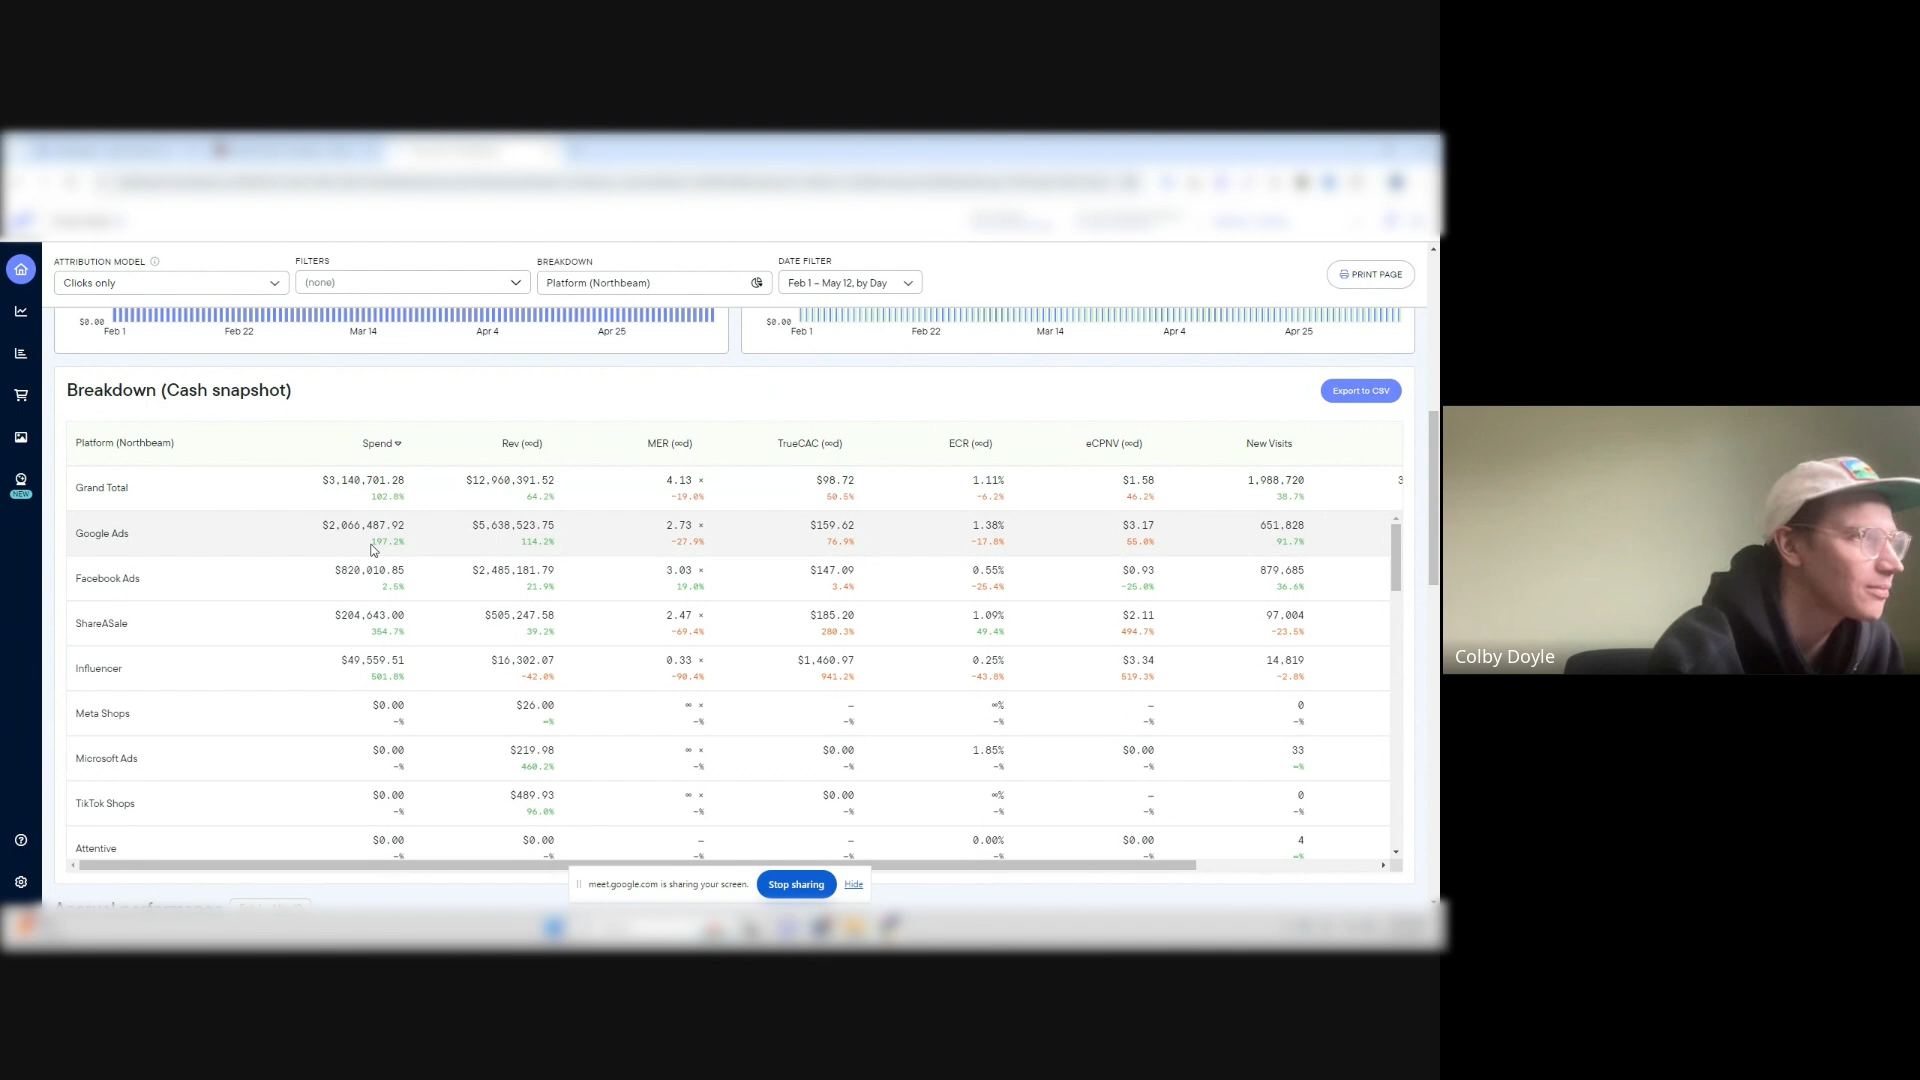 ATTRIBUTION MODEL
FILTERS
BREAKDOWN
DATE FILTER
Clicks only
(none)
Platform (Northbeam)
Feb 1 – May 12, by Day
PRINT PAGE
$0.00
Feb 1 Feb 22 Mar 14 Apr 4 Apr 25
$0.00
Feb 1 Feb 22 Mar 14 Apr 4 Apr 25
Breakdown (Cash snapshot)
Export to CSV
Platform (Northbeam) Spend Rev (∞d) MER (∞d) TrueCAC (∞d) ECR (∞d) eCPNV (∞d) New Visits
Grand Total $3,140,701.28 $12,960,391.52 4.13 × $98.72 1.11% $1.58 1,988,720 3
102.8% 64.2% -19.0% 50.5% -6.2% 46.2% 38.7%
Google Ads $2,066,487.92 $5,638,523.75 2.73 × $159.62 1.38% $3.17 651,828
197.2% 114.2% -27.9% 76.9% -17.8% 55.0% 91.7%
Facebook Ads $820,010.85 $2,485,181.79 3.03 × $147.09 0.55% $0.93 879,685
2.5% 21.9% 19.0% 3.4% -25.4% -25.0% 36.6%
ShareASale $204,643.00 $505,247.58 2.47 × $185.20 1.09% $2.11 97,004
354.7% 39.2% -69.4% 280.3% 49.4% 494.7% -23.5%
Influencer $49,559.51 $16,302.07 0.33 × $1,460.97 0.25% $3.34 14,819
501.8% -42.0% -90.4% 941.2% -43.8% 519.3% -2.8%
Meta Shops $0.00 $26.00 ∞ × – ∞% – 0
-% ∞% -% -% -% -% -%
Microsoft Ads $0.00 $219.98 ∞ × $0.00 1.85% $0.00 33
-% 460.2% -% -% -% -% ∞%
TikTok Shops $0.00 $489.93 ∞ × $0.00 ∞% – 0
-% 96.0% -% -% -% -% -%
Attentive $0.00 $0.00 – – 0.00% $0.00 4
-% -% -% -% -% -% ∞%
NEW
meet.google.com is sharing your screen. Stop sharing Hide
Colby Doyle